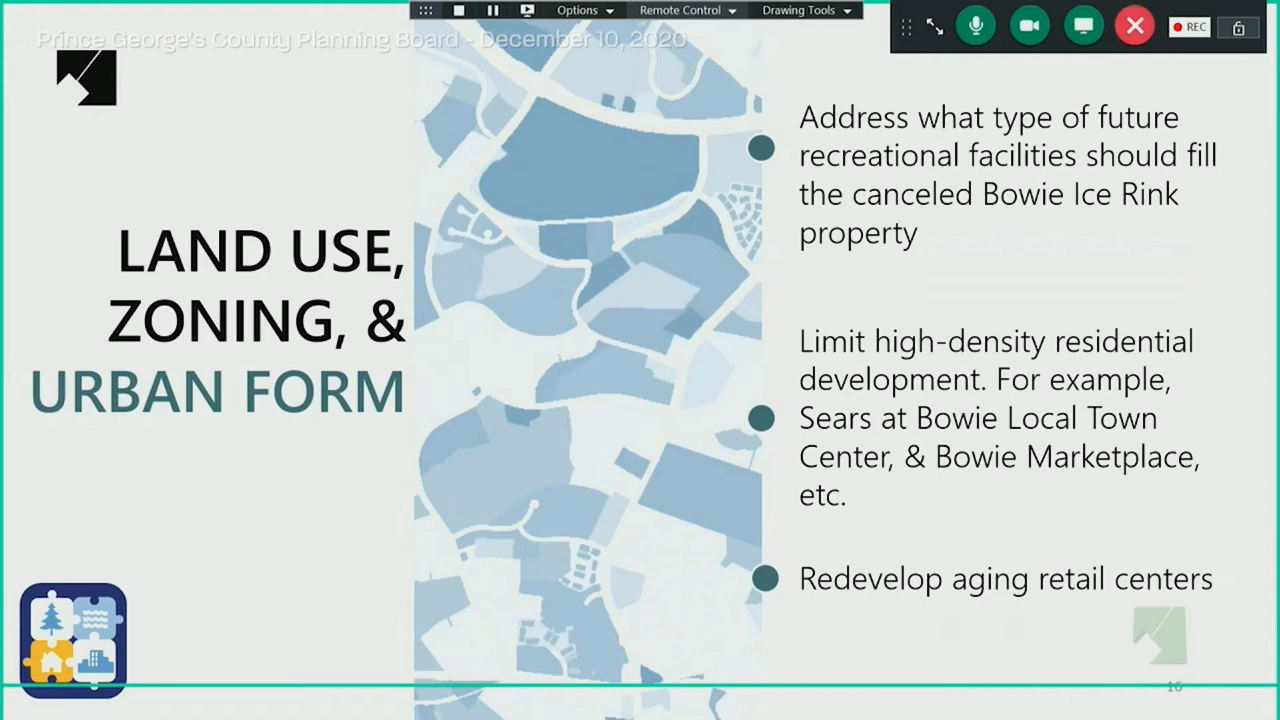 Options
Remote Control
Drawing Tools
REC
Prince George's County Planning Board - December 10, 2020
LAND USE,
ZONING, &
URBAN FORM
Address what type of future
recreational facilities should fill
the canceled Bowie Ice Rink
property
Limit high-density residential
development. For example,
Sears at Bowie Local Town
Center, & Bowie Marketplace,
etc.
Redevelop aging retail centers
16